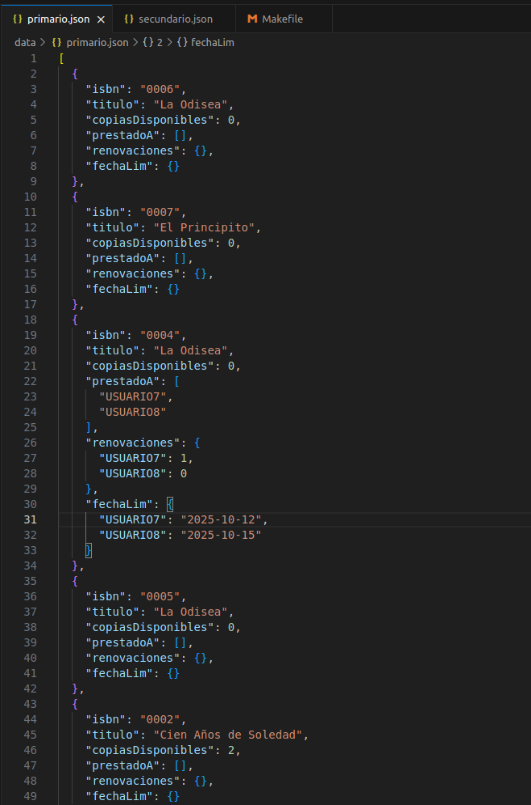 primario.json
secundario.json
Makefile
data > primario.json > {} 2 > {} fechaLim
1 [
2 {
3 "isbn": "0006",
4 "titulo": "La Odisea",
5 "copiasDisponibles": 0,
6 "prestadoA": [],
7 "renovaciones": {},
8 "fechaLim": {}
9 },
10 {
11 "isbn": "0007",
12 "titulo": "El Principito",
13 "copiasDisponibles": 0,
14 "prestadoA": [],
15 "renovaciones": {},
16 "fechaLim": {}
17 },
18 {
19 "isbn": "0004",
20 "titulo": "La Odisea",
21 "copiasDisponibles": 0,
22 "prestadoA": [
23 "USUARIO7",
24 "USUARIO8"
25 ],
26 "renovaciones": {
27 "USUARIO7": 1,
28 "USUARIO8": 0
29 },
30 "fechaLim": {
31 "USUARIO7": "2025-10-12",
32 "USUARIO8": "2025-10-15"
33 }
34 },
35 {
36 "isbn": "0005",
37 "titulo": "La Odisea",
38 "copiasDisponibles": 0,
39 "prestadoA": [],
40 "renovaciones": {},
41 "fechaLim": {}
42 },
43 {
44 "isbn": "0002",
45 "titulo": "Cien Años de Soledad",
46 "copiasDisponibles": 2,
47 "prestadoA": [],
48 "renovaciones": {},
49 "fechaLim": {}